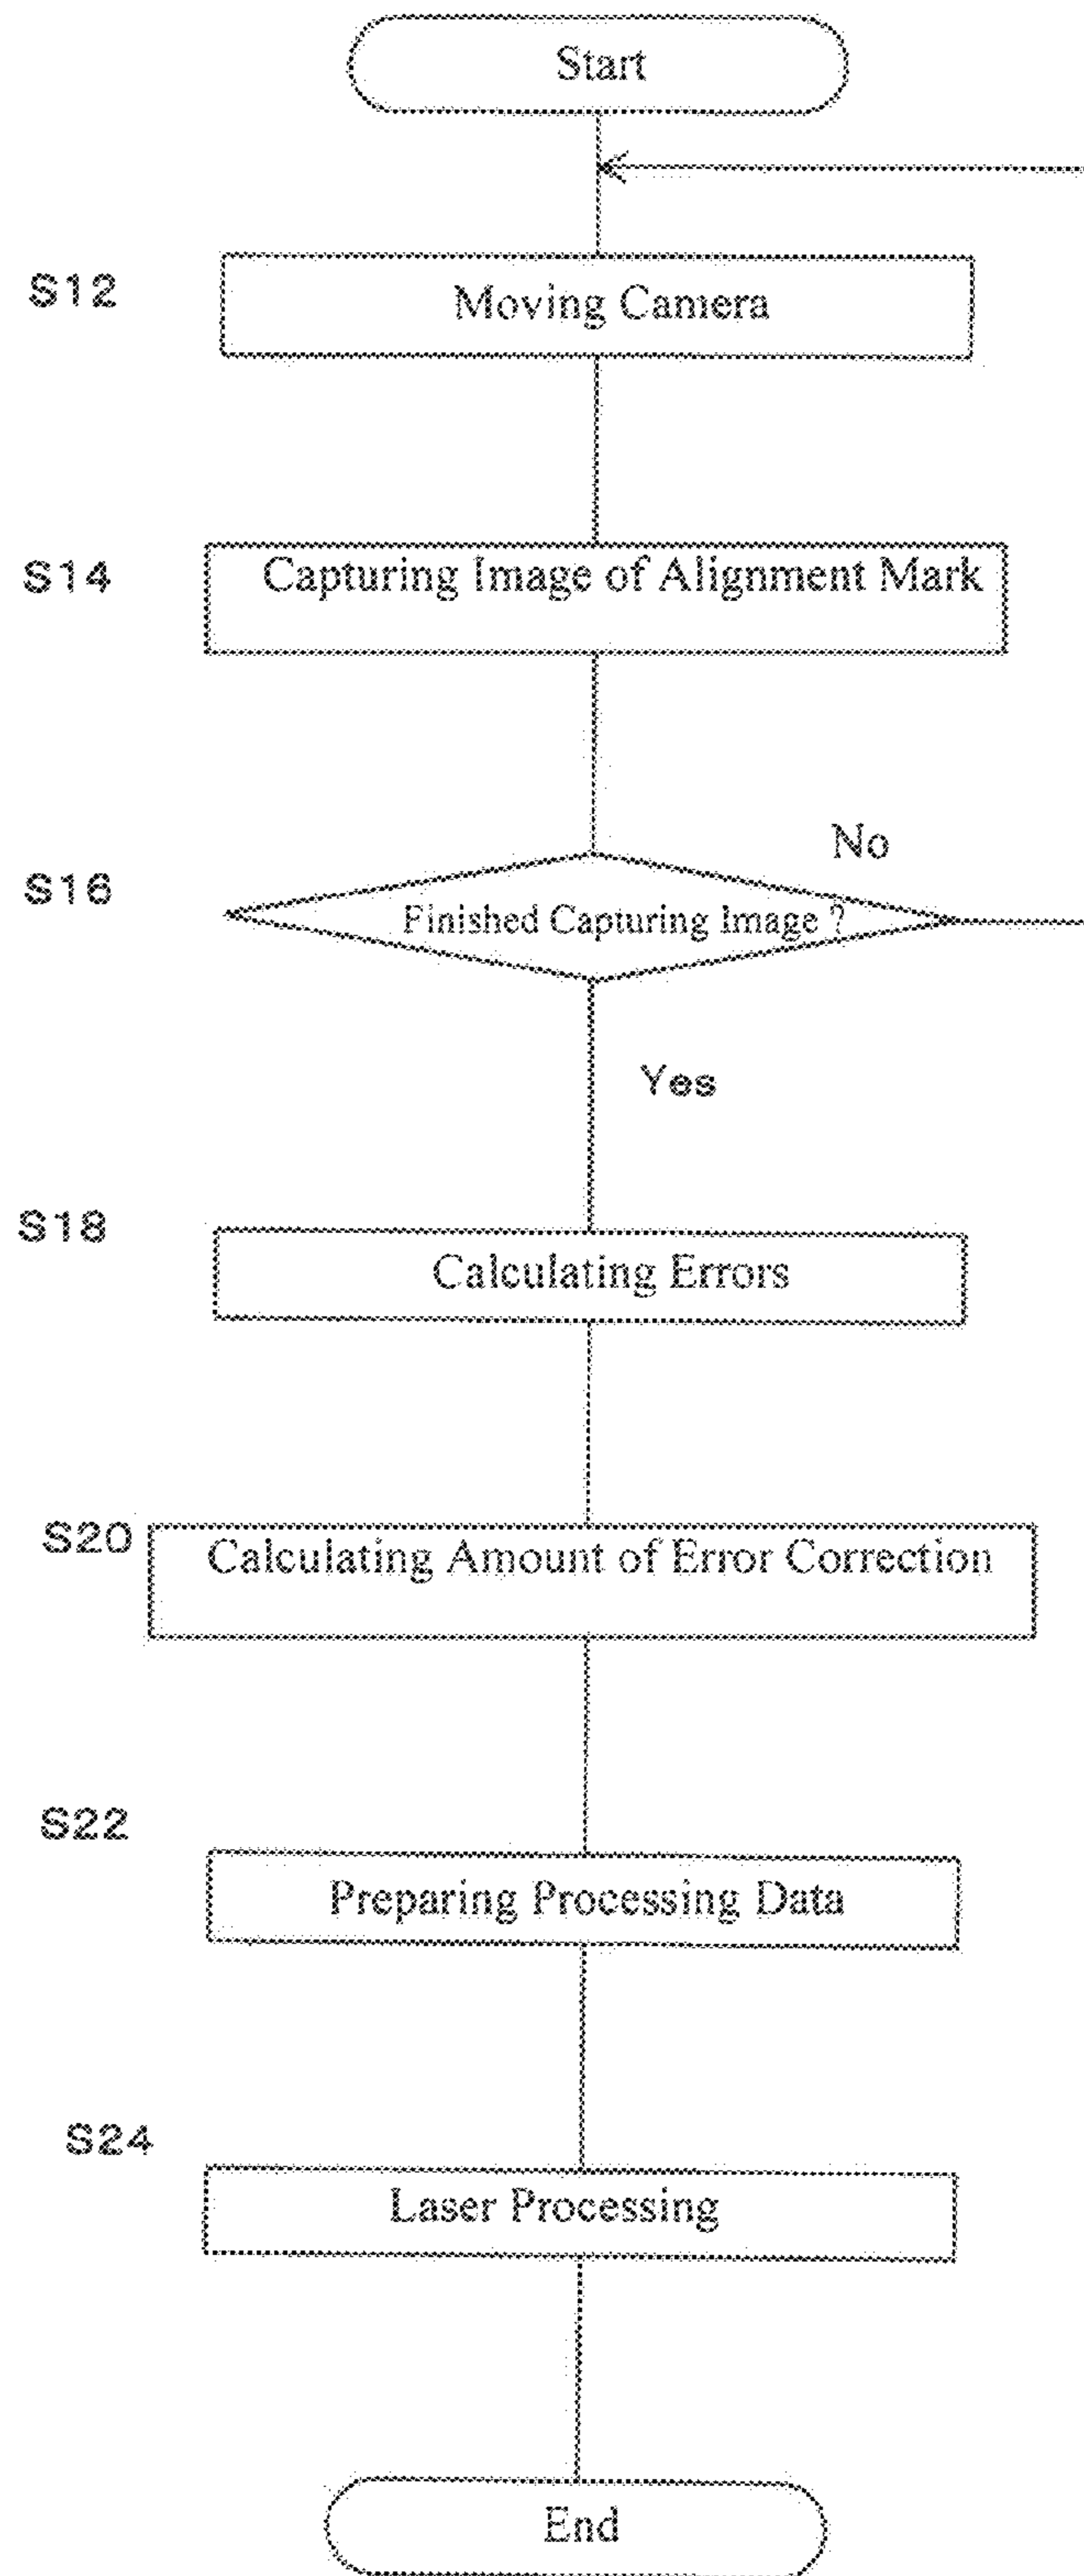 Start
S12
Moving Camera
S14
Capturing Image of Alignment Mark
No
S16
Finished Capturing Image ?
Yes
S18
Calculating Errors
S20
Calculating Amount of Error Correction
S22
Preparing Processing Data
S24
Laser Processing
End